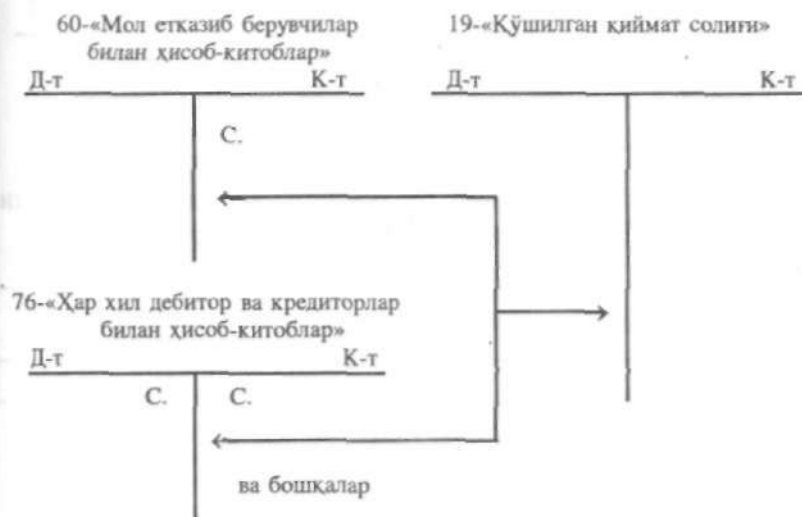 60-«Мол етказиб берувчилар
билан ҳисоб-китоблар»
Д-т К-т
С.
19-«Қўшилган қиймат солиғи»
Д-т К-т
76-«Ҳар хил дебитор ва кредиторлар
билан ҳисоб-китоблар»
Д-т К-т
С. С.
ва бошқалар